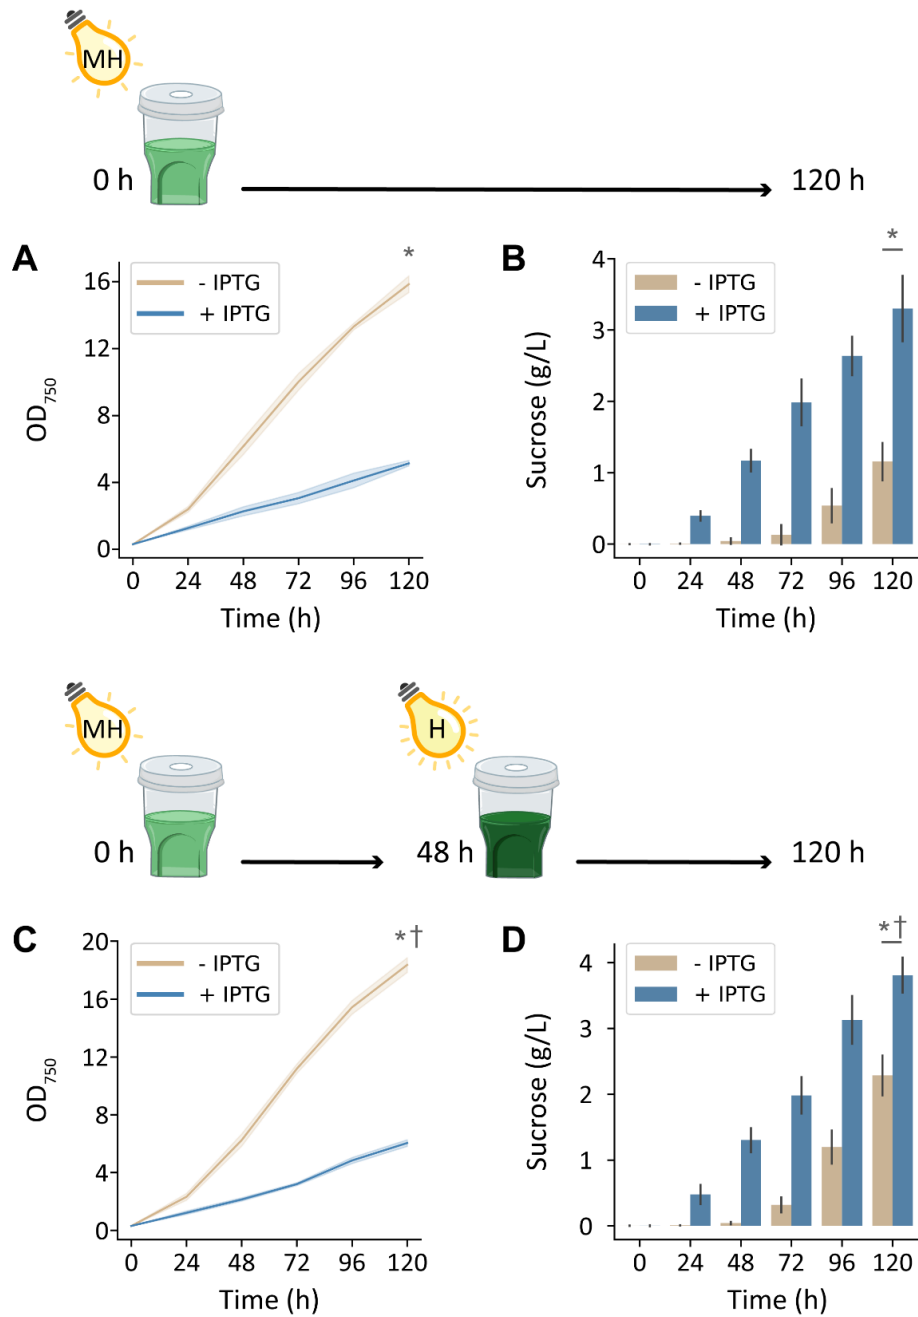 MH
0 h
120 h
A
*
- IPTG
+ IPTG
OD750
16
12
8
4
0
0 24 48 72 96 120
Time (h)
B
*
- IPTG
+ IPTG
Sucrose (g/L)
4
3
2
1
0
0 24 48 72 96 120
Time (h)
MH
H
0 h
48 h
120 h
C
*†
- IPTG
+ IPTG
OD750
20
16
12
8
4
0
0 24 48 72 96 120
Time (h)
D
*†
- IPTG
+ IPTG
Sucrose (g/L)
4
3
2
1
0
0 24 48 72 96 120
Time (h)